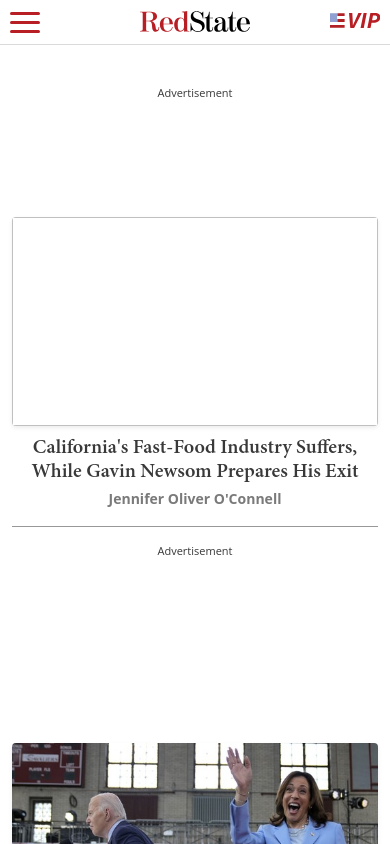 RedState
VIP
Advertisement
California's Fast-Food Industry Suffers,
While Gavin Newsom Prepares His Exit
Jennifer Oliver O'Connell
Advertisement